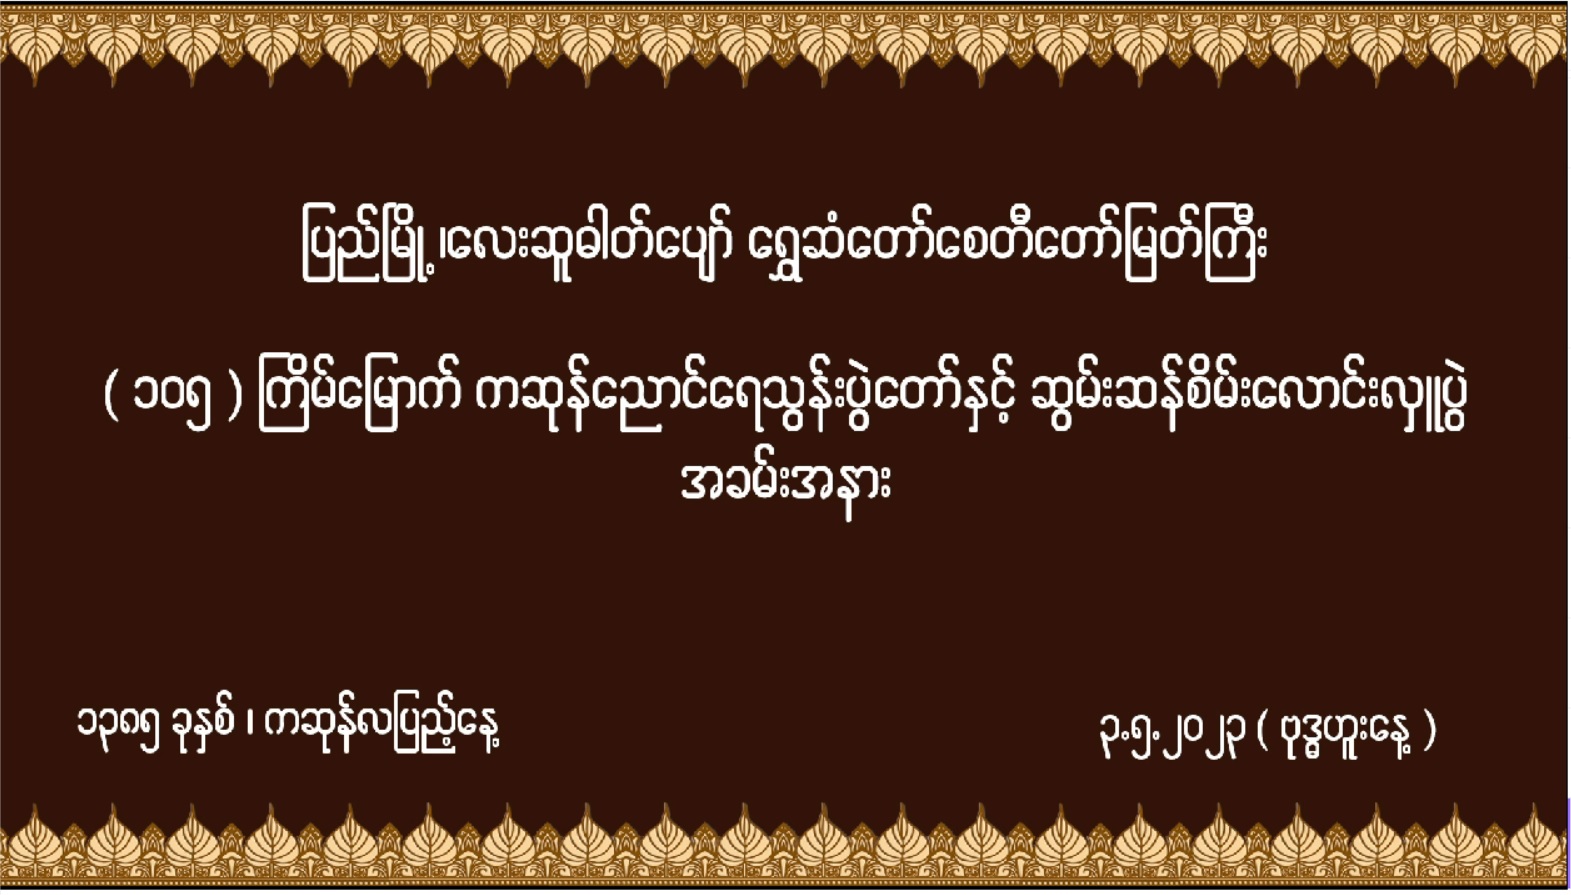 ပြည်မြို့၊လေးဆူဓါတ်ပျော် ရွှေဆံတော်စေတီတော်မြတ်ကြီး
( ၁၀၅ ) ကြိမ်မြောက် ကဆုန်ညောင်ရေသွန်းပွဲတော်နှင့် ဆွမ်းဆန်စိမ်းလောင်းလှူပွဲ
အခမ်းအနား
၁၃၈၅ ခုနှစ် ၊ ကဆုန်လပြည့်နေ့
၃.၅.၂၀၂၃ ( ဗုဒ္ဓဟူးနေ့ )